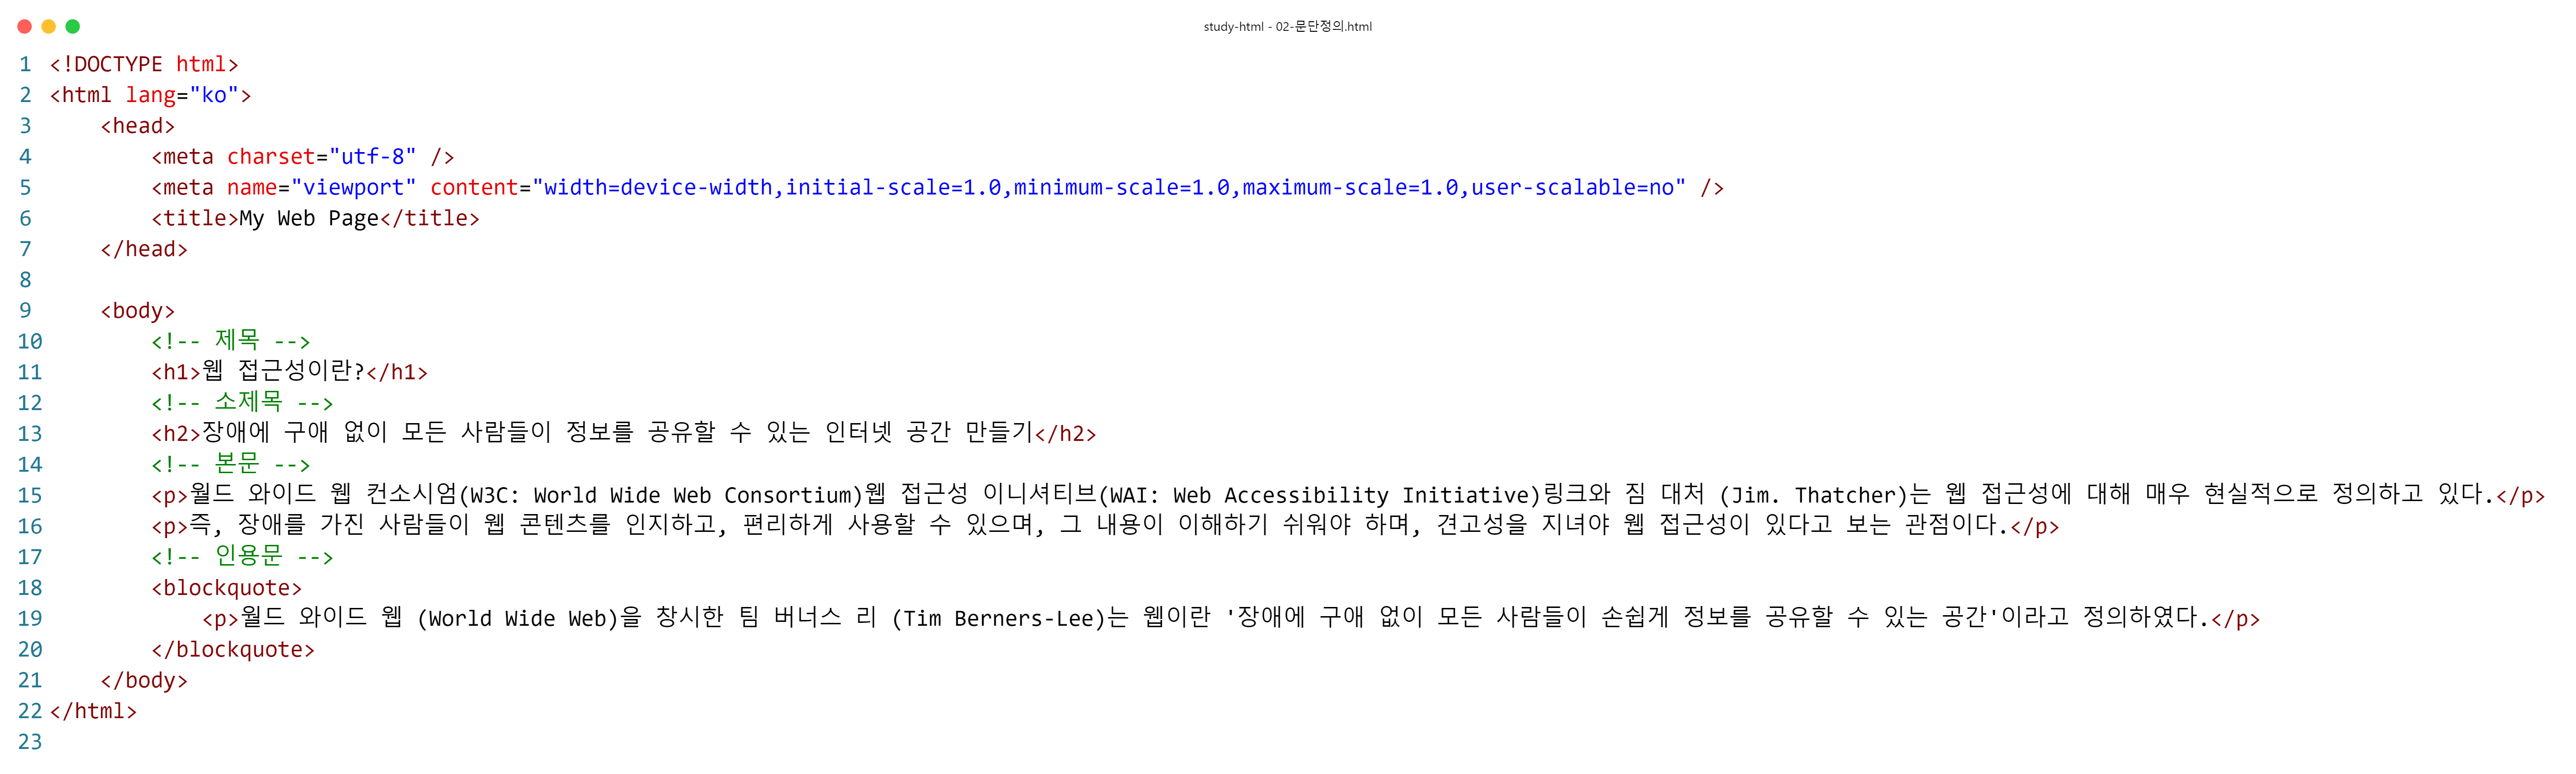 study-html - 02-문단정의.html
1 <!DOCTYPE html>
2 <html lang="ko">
3     <head>
4         <meta charset="utf-8" />
5         <meta name="viewport" content="width=device-width,initial-scale=1.0,minimum-scale=1.0,maximum-scale=1.0,user-scalable=no" />
6         <title>My Web Page</title>
7     </head>
8
9     <body>
10         <!-- 제목 -->
11         <h1>웹 접근성이란?</h1>
12         <!-- 소제목 -->
13         <h2>장애에 구애 없이 모든 사람들이 정보를 공유할 수 있는 인터넷 공간 만들기</h2>
14         <!-- 본문 -->
15         <p>월드 와이드 웹 컨소시엄(W3C: World Wide Web Consortium)웹 접근성 이니셔티브(WAI: Web Accessibility Initiative)링크와 짐 대처 (Jim. Thatcher)는 웹 접근성에 대해 매우 현실적으로 정의하고 있다.</p>
16         <p>즉, 장애를 가진 사람들이 웹 콘텐츠를 인지하고, 편리하게 사용할 수 있으며, 그 내용이 이해하기 쉬워야 하며, 견고성을 지녀야 웹 접근성이 있다고 보는 관점이다.</p>
17         <!-- 인용문 -->
18         <blockquote>
19             <p>월드 와이드 웹 (World Wide Web)을 창시한 팀 버너스 리 (Tim Berners-Lee)는 웹이란 '장애에 구애 없이 모든 사람들이 손쉽게 정보를 공유할 수 있는 공간'이라고 정의하였다.</p>
20         </blockquote>
21     </body>
22 </html>
23